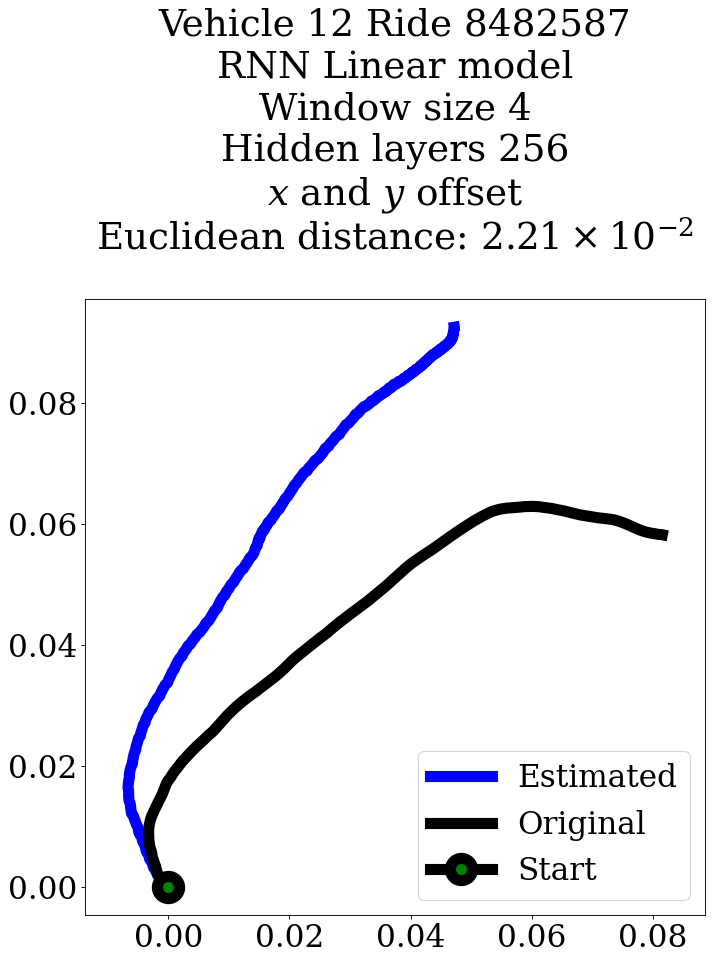 Vehicle 12 Ride 8482587
RNN Linear model
Window size 4
Hidden layers 256
x and y offset
Euclidean distance: 2.21 × 10⁻²
0.08
0.06
0.04
0.02
0.00
Estimated
Original
Start
0.00 0.02 0.04 0.06 0.08